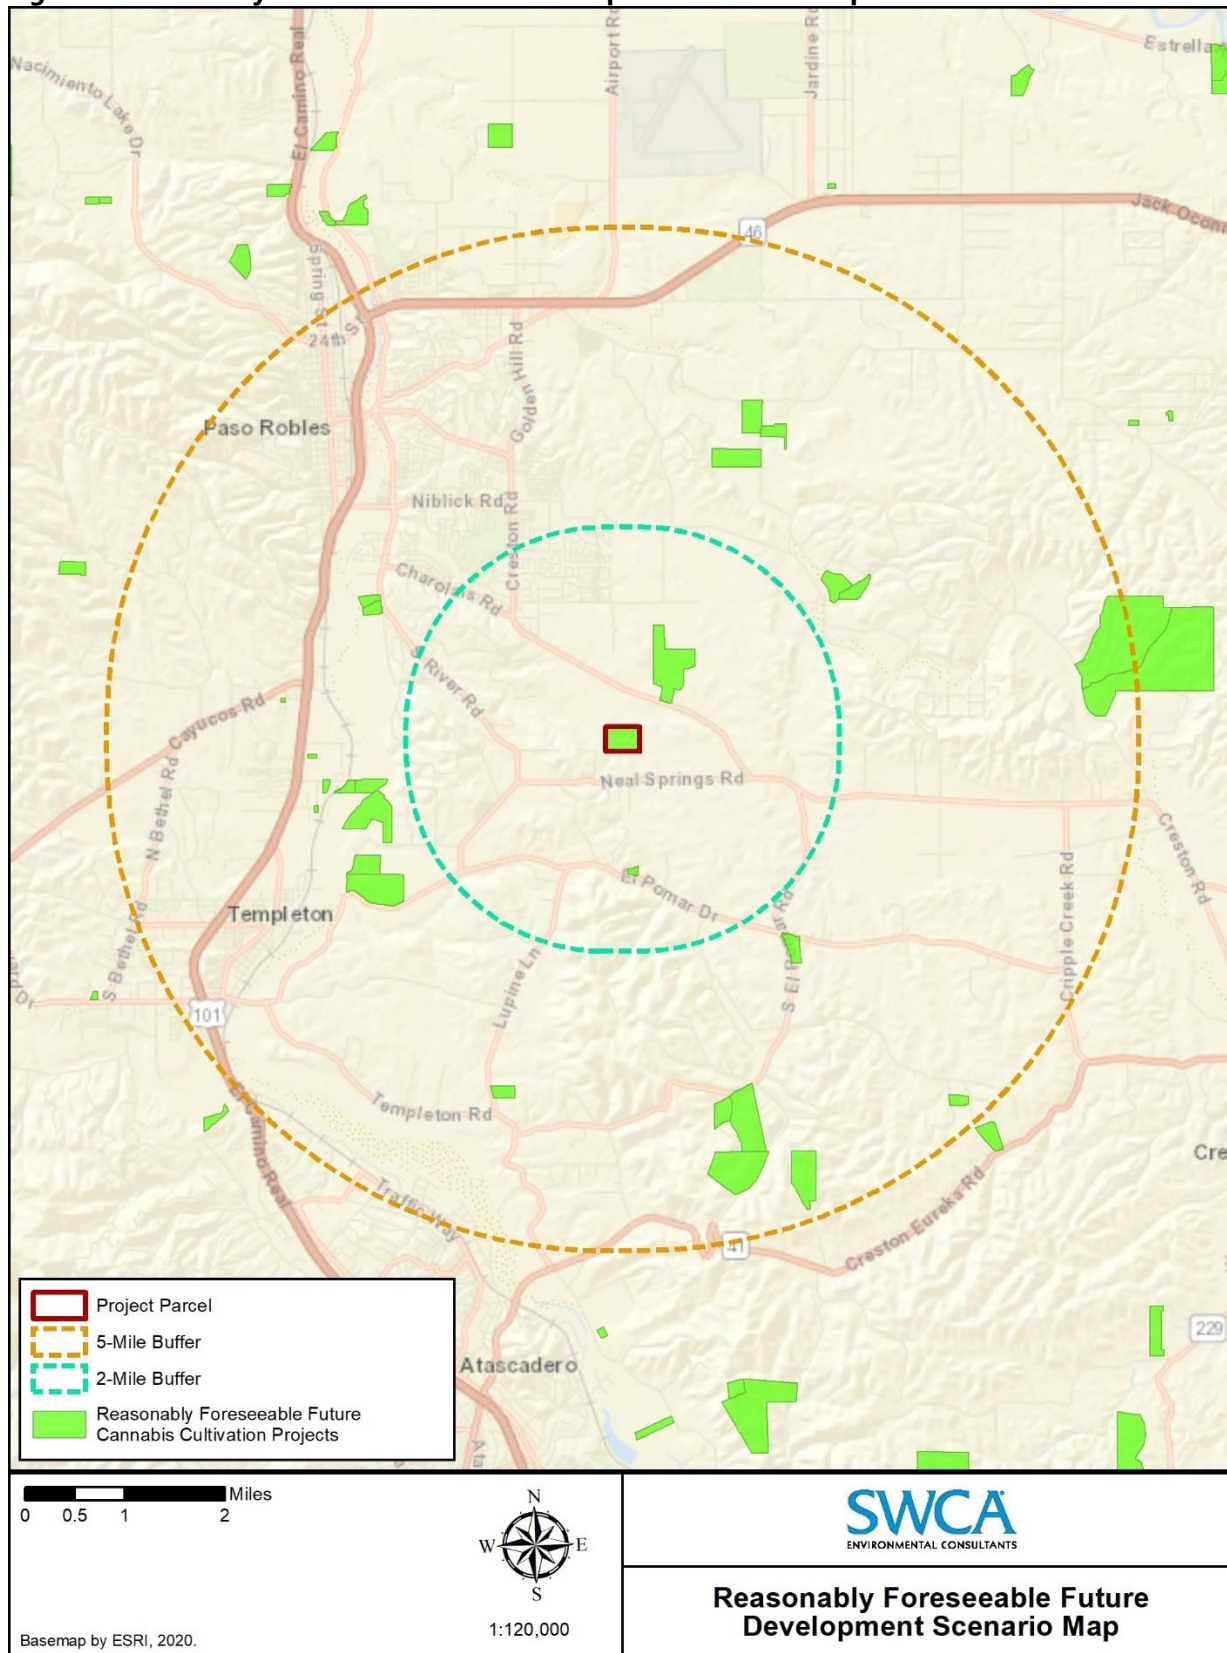 Estrella
Nacimiento Lake Dr
El Camino Real
Airport Rd
Jardine Rd
Jack Oconn
46
Spring St
24th St
Golden Hill Rd
Paso Robles
Niblick Rd
Creston Rd
Charolais Rd
S River Rd
N Bethel Rd
Cayucos Rd
Neal Springs Rd
Creston Rd
El Pomar Dr
Cripple Creek Rd
Templeton
S Bethel Rd
Lupine Ln
S El Pomar Rd
ard Dr
101
El Camino Real
Templeton Rd
Cre
Traffic Way
Creston Eureka Rd
41
229
Atascadero
Ata
Project Parcel
5-Mile Buffer
2-Mile Buffer
Reasonably Foreseeable Future
Cannabis Cultivation Projects
Miles
0 0.5 1 2
N
W E
S
1:120,000
Basemap by ESRI, 2020.
SWCA
ENVIRONMENTAL CONSULTANTS
Reasonably Foreseeable Future
Development Scenario Map